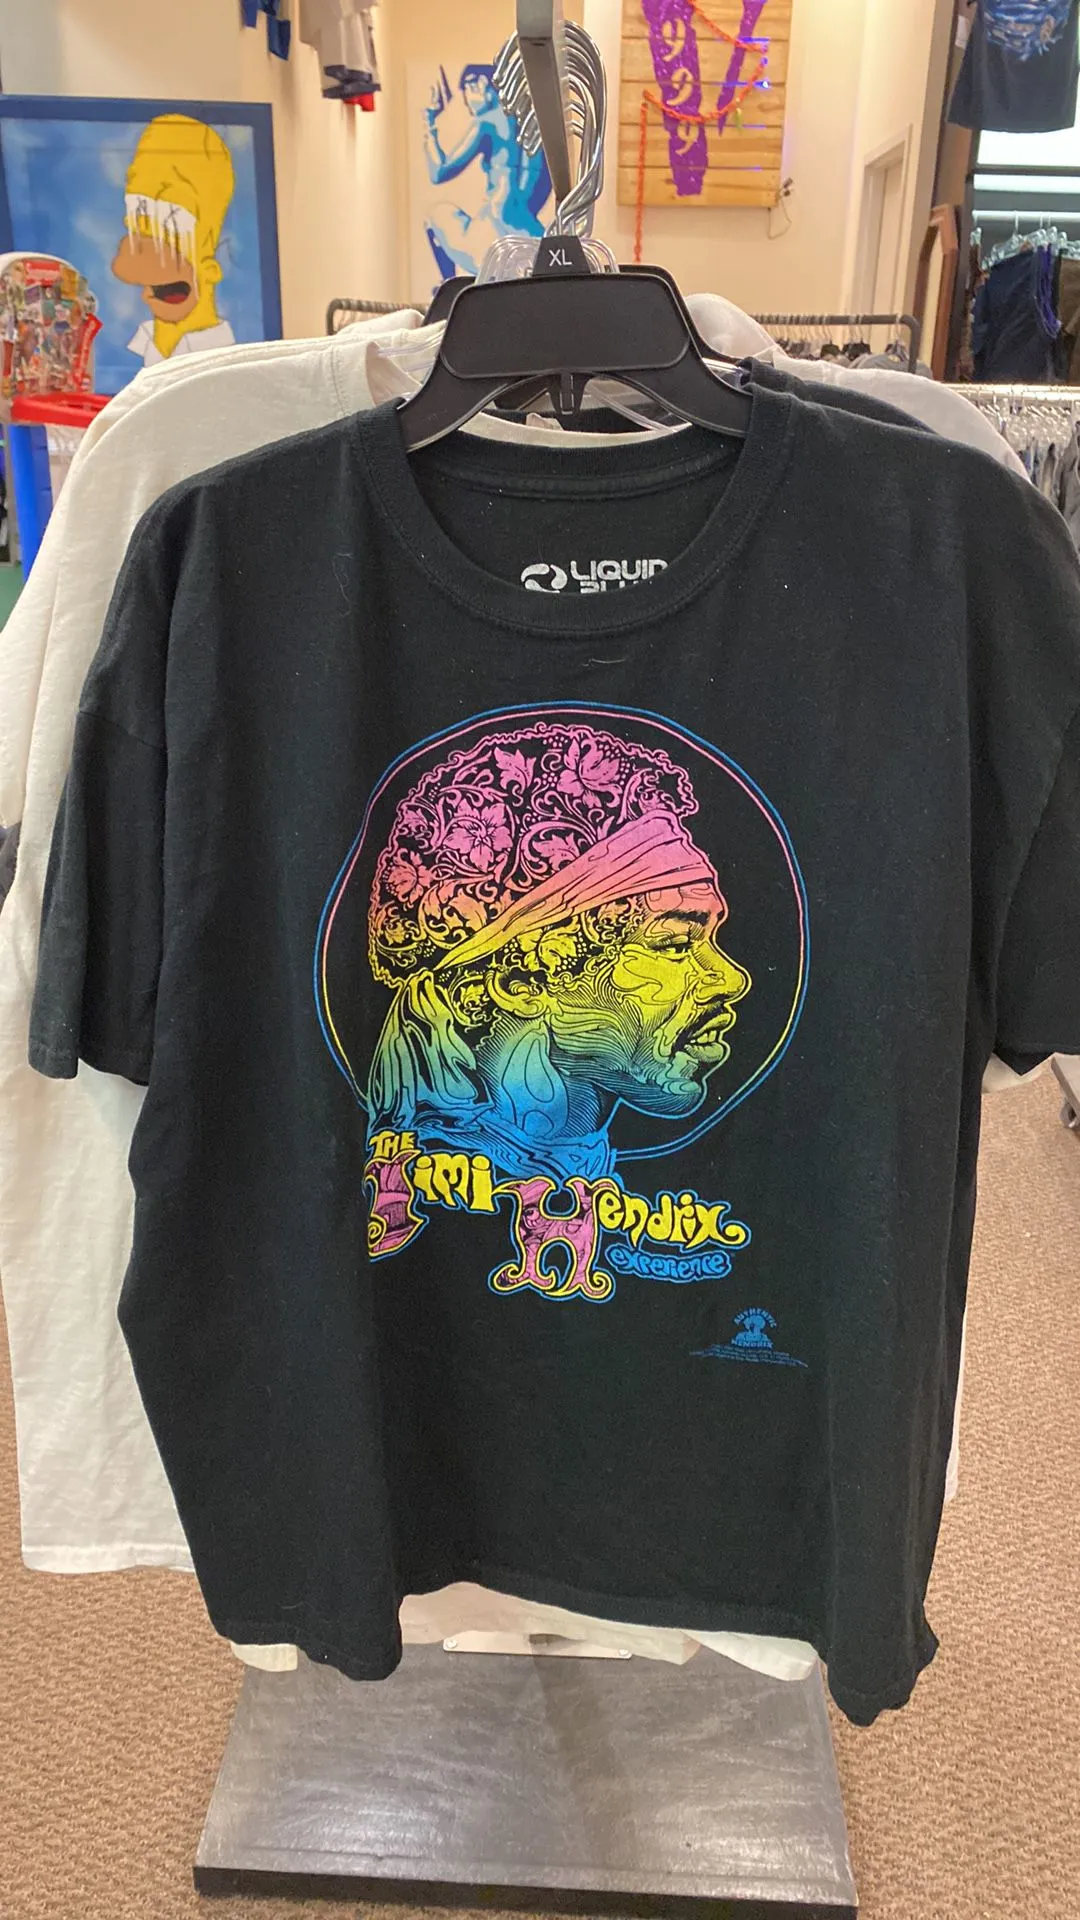 XL
LIQUID
THE
Jimi
Hendrix
experience
AUTHENTIC
HENDRIX